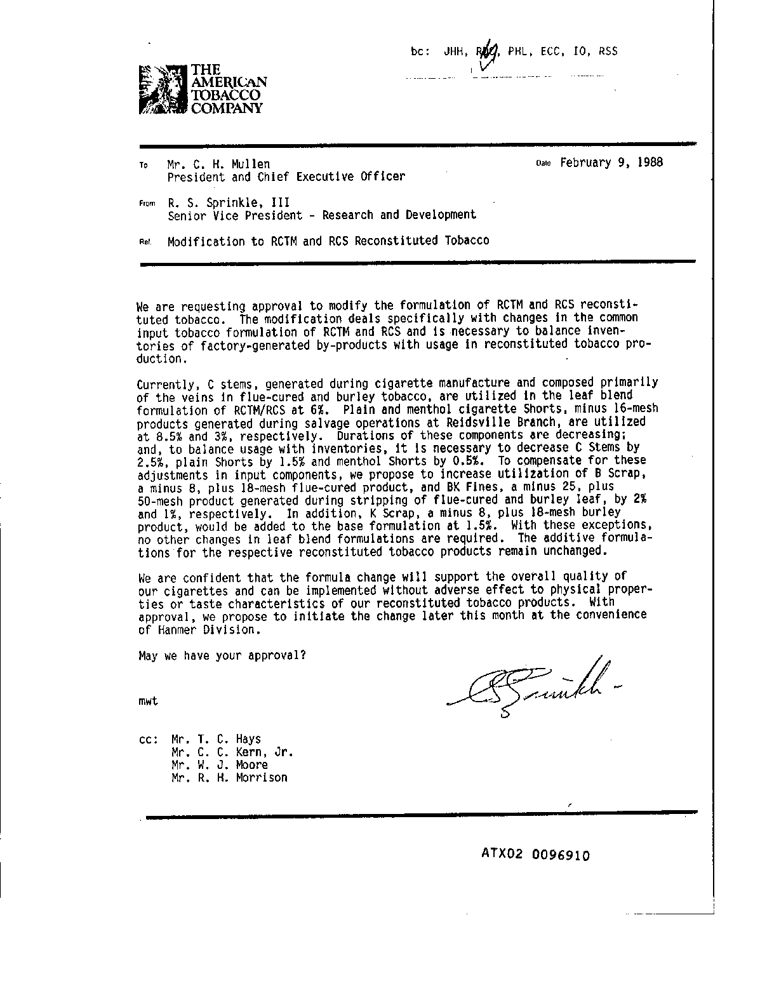 bc: JHH, PHL, ECC, IO, RSS
THE
AMERICAN
TOBACCO
COMPANY
To Mr. C. H. Mullen Date February 9, 1988
President and Chief Executive Officer
From R. S. Sprinkle, III
Senior Vice President - Research and Development
Ref. Modification to RCTM and RCS Reconstituted Tobacco
We are requesting approval to modify the formulation of RCTM and RCS reconsti-
tuted tobacco. The modification deals specifically with changes in the common
input tobacco formulation of RCTM and RCS and is necessary to balance inven-
tories of factory-generated by-products with usage in reconstituted tobacco pro-
duction.
Currently, C stems, generated during cigarette manufacture and composed primarily
of the veins in flue-cured and burley tobacco, are utilized in the leaf blend
formulation of RCTM/RCS at 6%. Plain and menthol cigarette Shorts, minus 16-mesh
products generated during salvage operations at Reidsville Branch, are utilized
at 8.5% and 3%, respectively. Durations of these components are decreasing;
and, to balance usage with inventories, it is necessary to decrease C Stems by
2.5%, plain Shorts by 1.5% and menthol Shorts by 0.5%. To compensate for these
adjustments in input components, we propose to increase utilization of B Scrap,
a minus 8, plus 18-mesh flue-cured product, and BK Fines, a minus 25, plus
50-mesh product generated during stripping of flue-cured and burley leaf, by 2%
and 1%, respectively. In addition, K Scrap, a minus 8, plus 18-mesh burley
product, would be added to the base formulation at 1.5%. With these exceptions,
no other changes in leaf blend formulations are required. The additive formula-
tions for the respective reconstituted tobacco products remain unchanged.
We are confident that the formula change will support the overall quality of
our cigarettes and can be implemented without adverse effect to physical proper-
ties or taste characteristics of our reconstituted tobacco products. With
approval, we propose to initiate the change later this month at the convenience
of Hanmer Division.
May we have your approval?
mwt
cc: Mr. T. C. Hays
Mr. C. C. Kern, Jr.
Mr. W. J. Moore
Mr. R. H. Morrison
ATX02 0096910